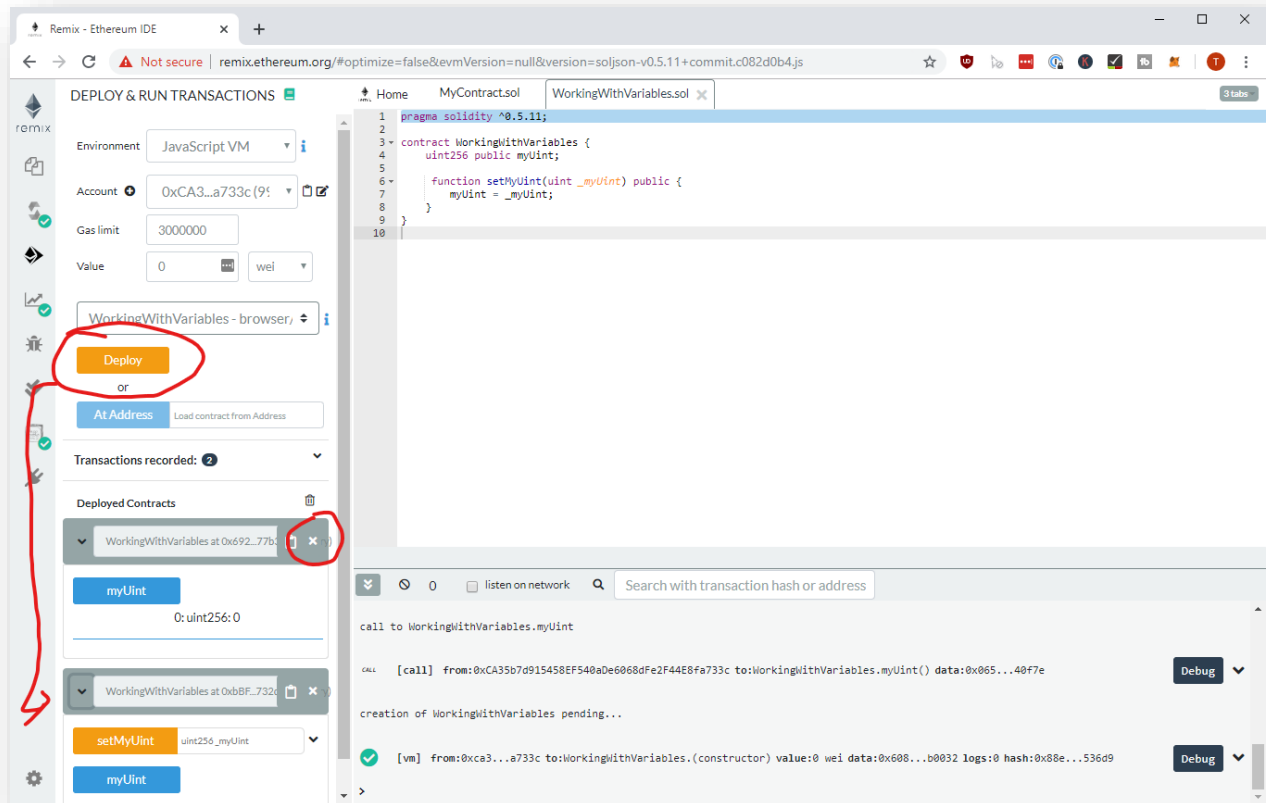 Remix - Ethereum IDE
Not secure | remix.ethereum.org/#optimize=false&evmVersion=null&version=soljson-v0.5.11+commit.c082d0b4.js
T
remix
DEPLOY & RUN TRANSACTIONS
Environment JavaScript VM
Account 0xCA3...a733c (99
Gas limit 3000000
Value 0 wei
WorkingWithVariables - browser/
Deploy
or
At Address Load contract from Address
Transactions recorded: 2
Deployed Contracts
WorkingWithVariables at 0x692...77b3
myUint
0: uint256: 0
WorkingWithVariables at 0xbBF...732d
setMyUint uint256 _myUint
myUint
Home MyContract.sol WorkingWithVariables.sol 3 tabs
1 pragma solidity ^0.5.11;
2
3 contract WorkingWithVariables {
4 uint256 public myUint;
5
6 function setMyUint(uint _myUint) public {
7 myUint = _myUint;
8 }
9 }
10
0 listen on network Search with transaction hash or address
call to WorkingWithVariables.myUint
CALL [call] from:0xCA35b7d915458EF540aDe6068dFe2F44E8fa733c to:WorkingWithVariables.myUint() data:0x065...40f7e Debug
creation of WorkingWithVariables pending...
[vm] from:0xca3...a733c to:WorkingWithVariables.(constructor) value:0 wei data:0x608...b0032 logs:0 hash:0x88e...536d9 Debug
>